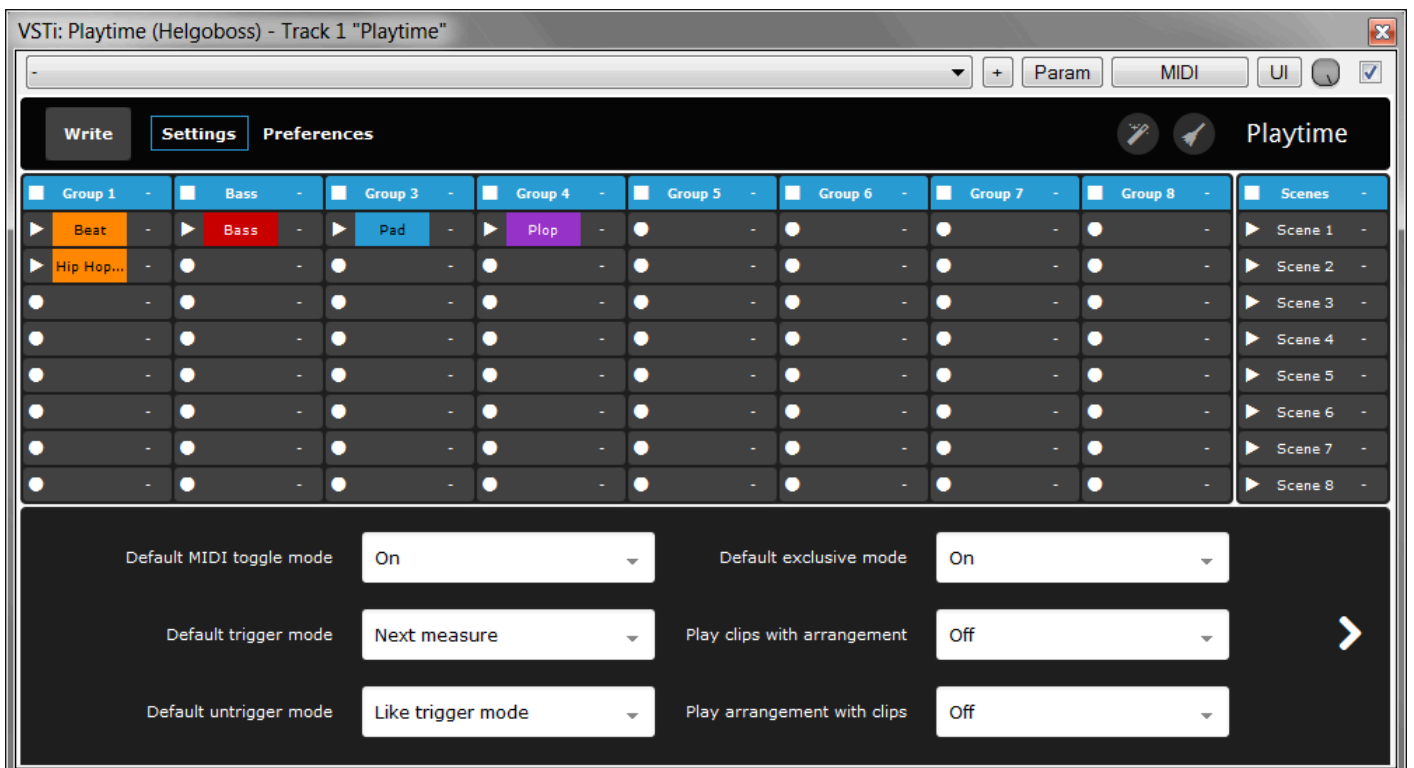 VSTi: Playtime (Helgoboss) - Track 1 "Playtime"
- + Param MIDI UI
Write Settings Preferences Playtime
Group 1 - Bass - Group 3 - Group 4 - Group 5 - Group 6 - Group 7 - Group 8 - Scenes -
Beat - Bass - Pad - Plop - - - - - Scene 1 -
Hip Hop... - - - - - - - - Scene 2 -
- - - - - - - - Scene 3 -
- - - - - - - - Scene 4 -
- - - - - - - - Scene 5 -
- - - - - - - - Scene 6 -
- - - - - - - - Scene 7 -
- - - - - - - - Scene 8 -
Default MIDI toggle mode On Default exclusive mode On
Default trigger mode Next measure Play clips with arrangement Off
Default untrigger mode Like trigger mode Play arrangement with clips Off